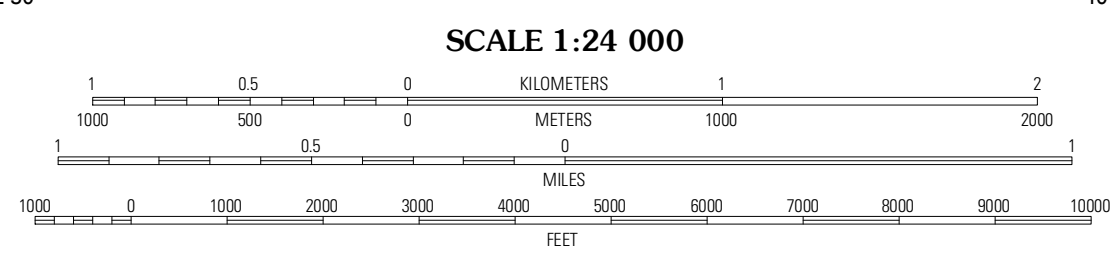 SCALE 1:24 000
1 0.5 0 KILOMETERS 1 2
1000 500 0 METERS 1000 2000
1 0.5 0 1
MILES
1000 0 1000 2000 3000 4000 5000 6000 7000 8000 9000 10000
FEET